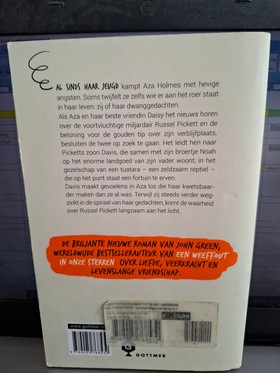 AL SINDS HAAR JEUGD kampt Aza Holmes met hevige
angsten. Soms twijfelt ze zelfs wie er aan het roer staat
in haar leven: zij of haar dwanggedachten.
Als Aza en haar beste vriendin Daisy het nieuws horen
over de voortvluchtige miljardair Russel Pickett en de
beloning voor de gouden tip over zijn verblijfplaats,
besluiten de twee op zoek te gaan. Het leidt hen naar
Picketts zoon Davis, die samen met zijn broertje Noah
op het enorme landgoed van zijn vader woont, in het
gezelschap van een tuatara – een zeldzaam reptiel –
die op het punt staat een fortuin te erven.
Davis maakt gevoelens in Aza los die haar kwetsbaar-
der maken dan ze al was. Terwijl zij steeds verder weg-
zinkt in de spiraal van haar gedachten, komt de waarheid
over Russel Pickett langzaam aan het licht.
DE BRILJANTE NIEUWE ROMAN VAN JOHN GREEN,
WERELDWIJDE BESTSELLERAUTEUR VAN EEN WEEFFOUT
IN ONZE STERREN OVER LIEFDE, VEERKRACHT EN
LEVENSLANGE VRIENDSCHAP.
GOTTMER